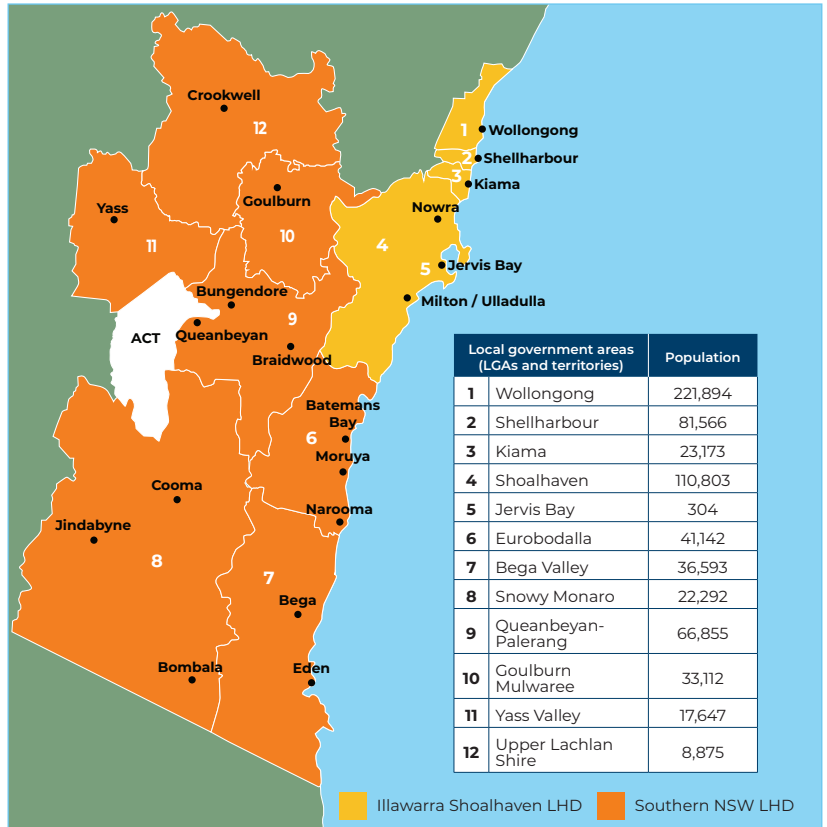 Crookwell
12
1
Wollongong
2
Shellharbour
3
Kiama
Goulburn
Nowra
Yass
10
11
4
5
Jervis Bay
Bungendore
Milton / Ulladulla
9
ACT
Queanbeyan
Braidwood
Batemans
Bay
6
Moruya
Cooma
Narooma
Jindabyne
8
7
Bega
Bombala
Eden
Local government areas
(LGAs and territories)
Population
1 Wollongong 221,894
2 Shellharbour 81,566
3 Kiama 23,173
4 Shoalhaven 110,803
5 Jervis Bay 304
6 Eurobodalla 41,142
7 Bega Valley 36,593
8 Snowy Monaro 22,292
9 Queanbeyan-
Palerang 66,855
10 Goulburn
Mulwaree 33,112
11 Yass Valley 17,647
12 Upper Lachlan
Shire 8,875
Illawarra Shoalhaven LHD
Southern NSW LHD